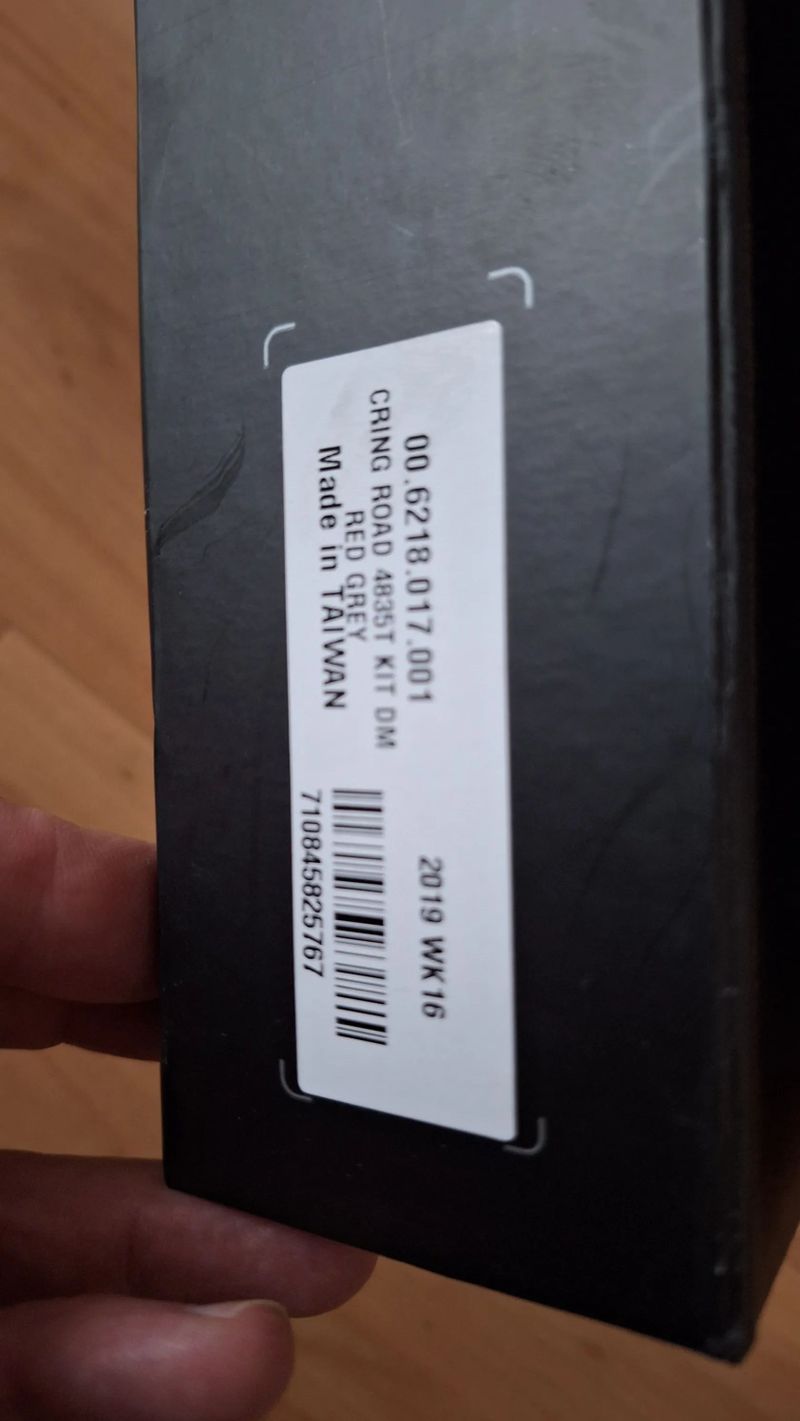 00.6218.017.001
CRING ROAD 4835T KIT DM
RED GREY
Made in TAIWAN
2019 WK16
710845825767